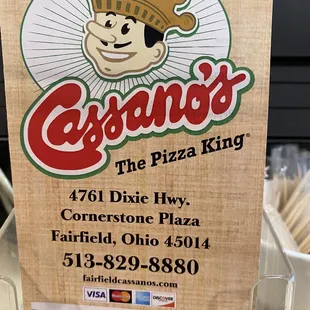 Cassano's
The Pizza King®
4761 Dixie Hwy.
Cornerstone Plaza
Fairfield, Ohio 45014
513-829-8880
fairfieldcassanos.com
VISA DISCOVER